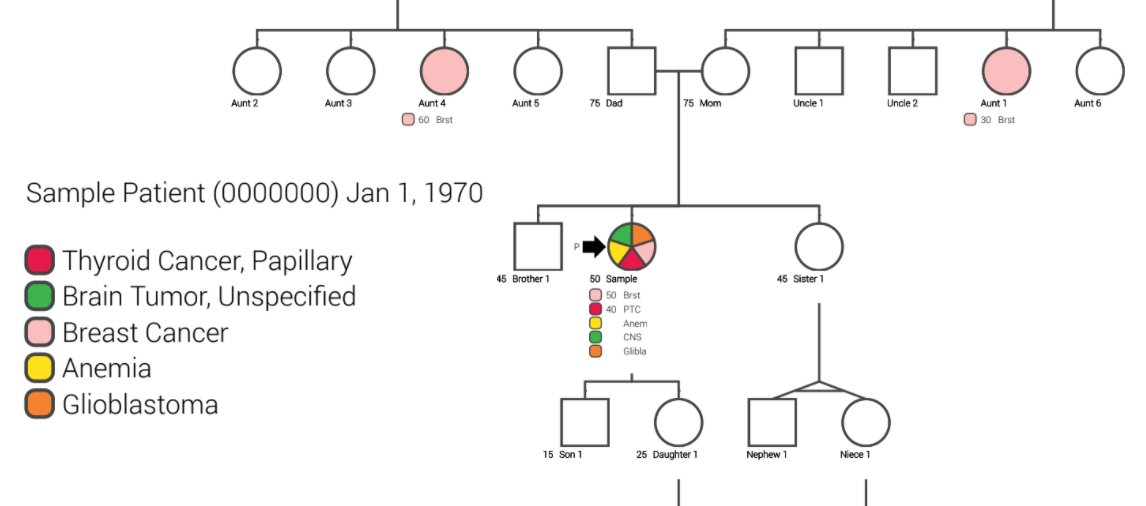 Aunt 2 Aunt 3 Aunt 4 Aunt 5 75 Dad 75 Mom Uncle 1 Uncle 2 Aunt 1 Aunt 6
60 Brst 30 Brst
Sample Patient (0000000) Jan 1, 1970
Thyroid Cancer, Papillary
Brain Tumor, Unspecified
Breast Cancer
Anemia
Glioblastoma
P
45 Brother 1 50 Sample 45 Sister 1
50 Brst
40 PTC
Anem
CNS
Glibla
15 Son 1 25 Daughter 1 Nephew 1 Niece 1